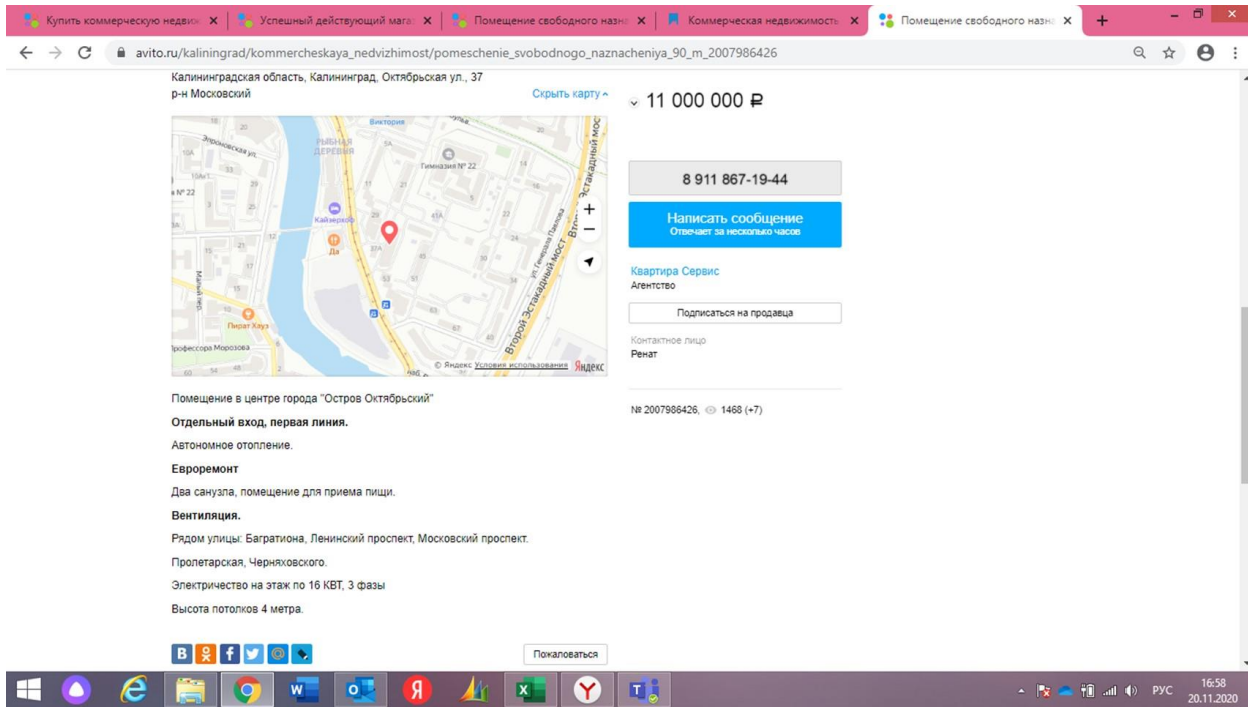 Купить коммерческую недвиж
Успешный действующий мага
Помещение свободного назна
Коммерческая недвижимость
Помещение свободного назна
avito.ru/kaliningrad/kommercheskaya_nedvizhimost/pomeschenie_svobodnogo_naznacheniya_90_m_2007986426
Калининградская область, Калининград, Октябрьская ул., 37
р-н Московский
Скрыть карту
11 000 000 ₽
Виктория
Эпроновская ул.
РЫБНАЯ
ДЕРЕВНЯ
Гимназия № 22
Кайзерхоф
Да
ул. Генерала Павлова
Второй Эстакадный мост
Малый пер.
Пират Хауз
Профессора Морозова
© Яндекс Условия использования Яндекс
8 911 867-19-44
Написать сообщение
Отвечает за несколько часов
Квартира Сервис
Агентство
Подписаться на продавца
Контактное лицо
Ренат
№ 2007986426, 1468 (+7)
Помещение в центре города "Остров Октябрьский"
Отдельный вход, первая линия.
Автономное отопление.
Евроремонт
Два санузла, помещение для приема пищи.
Вентиляция.
Рядом улицы: Багратиона, Ленинский проспект, Московский проспект.
Пролетарская, Черняховского.
Электричество на этаж по 16 КВТ, 3 фазы
Высота потолков 4 метра.
Пожаловаться
РУС
16:58
20.11.2020